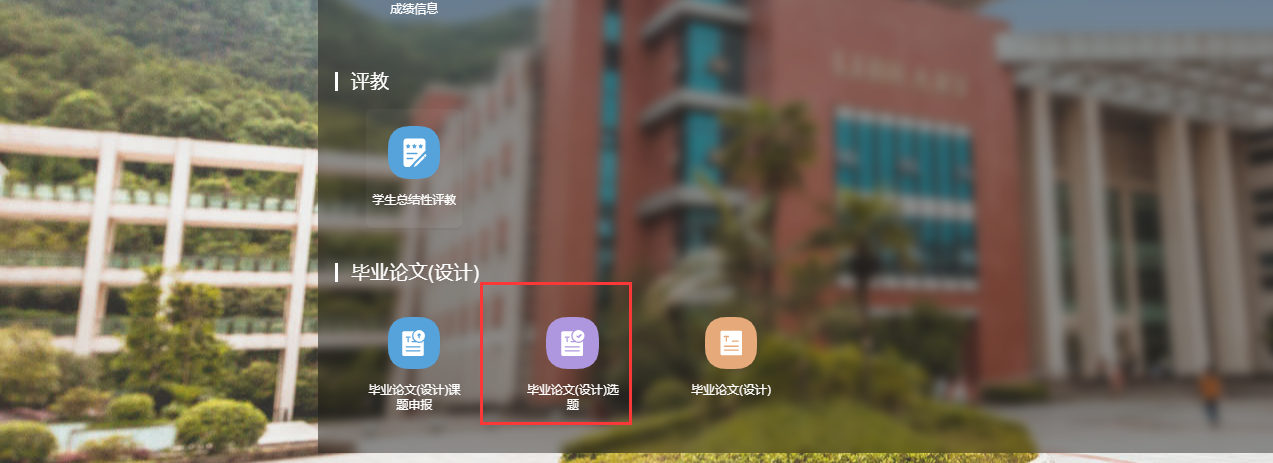 成绩信息
评教
学生总结性评教
毕业论文(设计)
毕业论文(设计)课
题申报
毕业论文(设计)选
题
毕业论文(设计)
LIBRARY